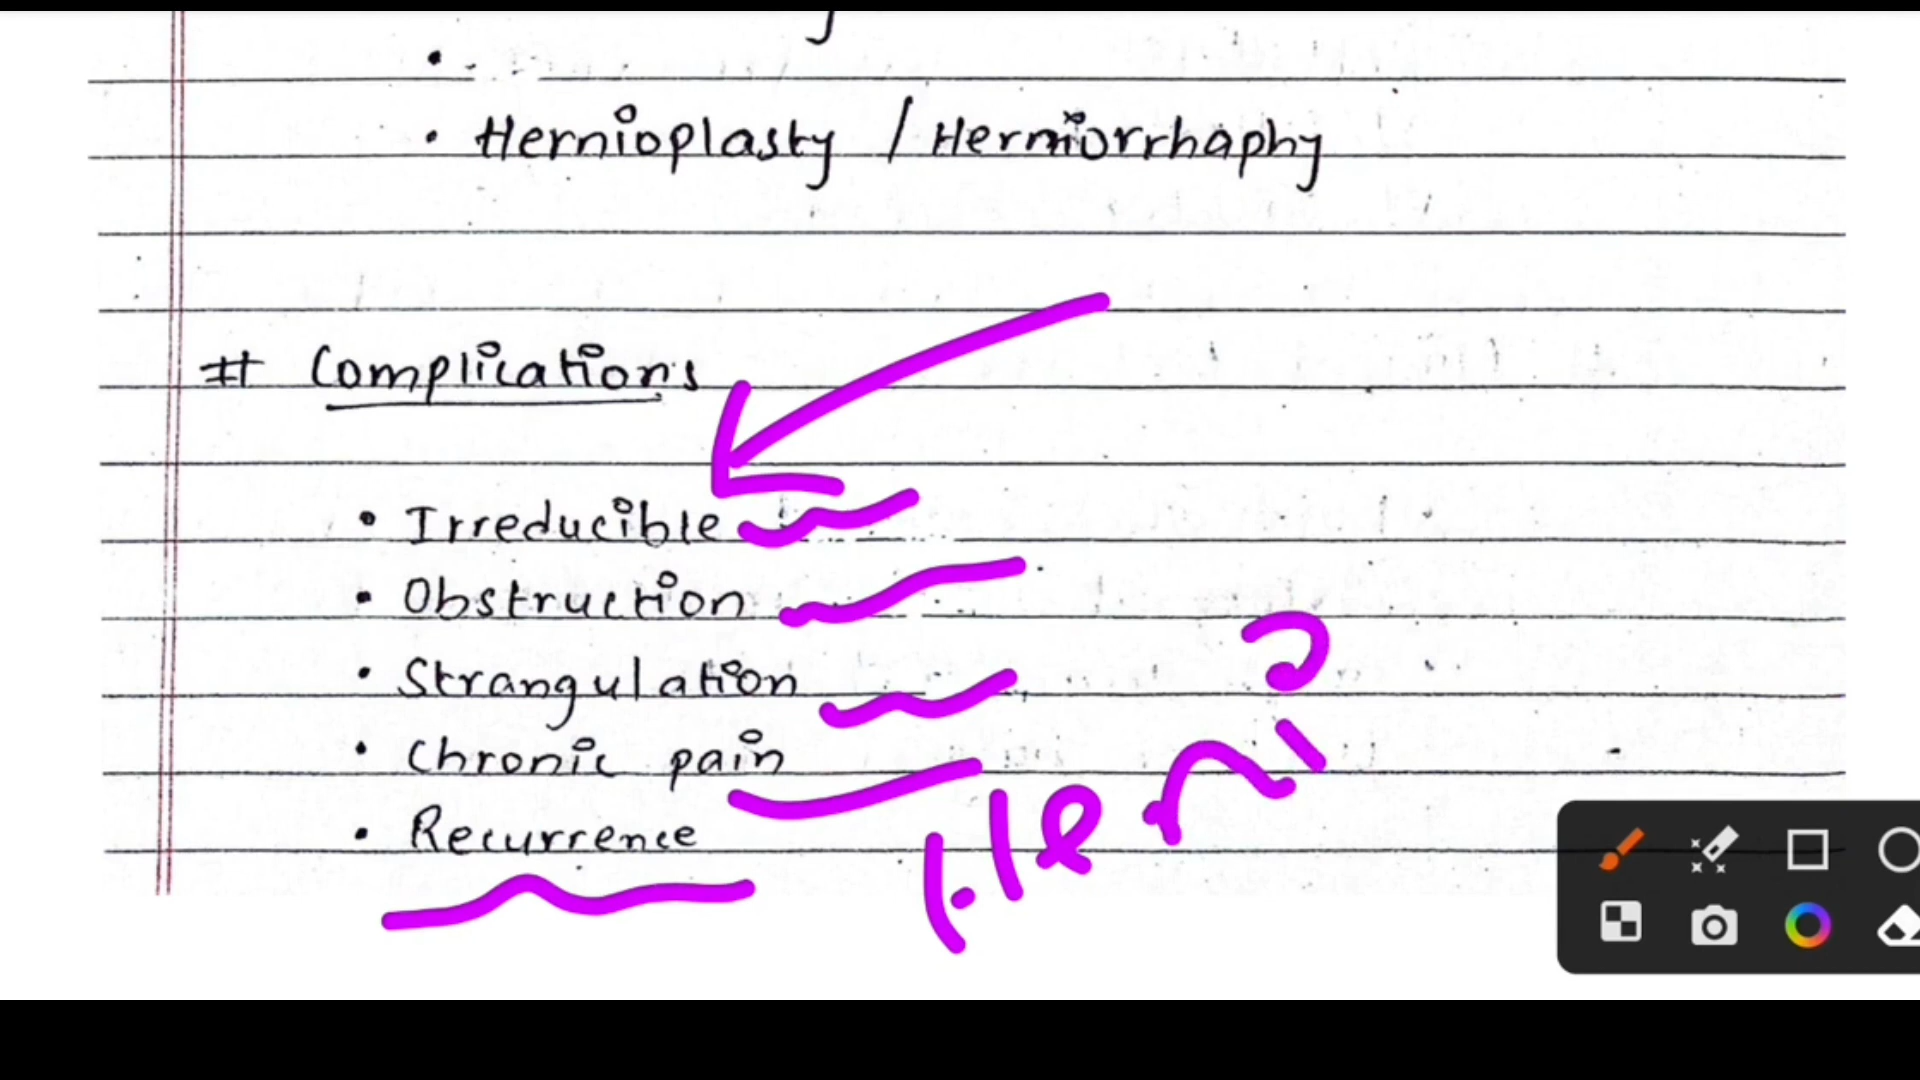 • Hernioplasty / Herniorrhaphy
# Complications
• Irreducible
• Obstruction
• Strangulation
• Chronic pain
• Recurrence